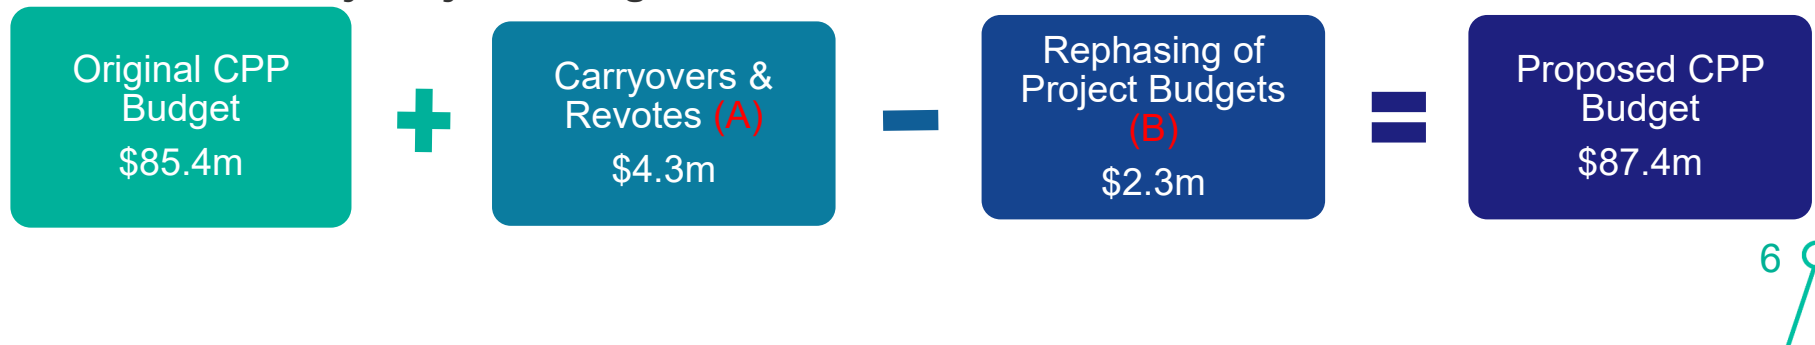 Original CPP
Budget
$85.4m
+
Carryovers &
Revotes (A)
$4.3m
-
Rephasing of
Project Budgets
(B)
$2.3m
=
Proposed CPP
Budget
$87.4m
6